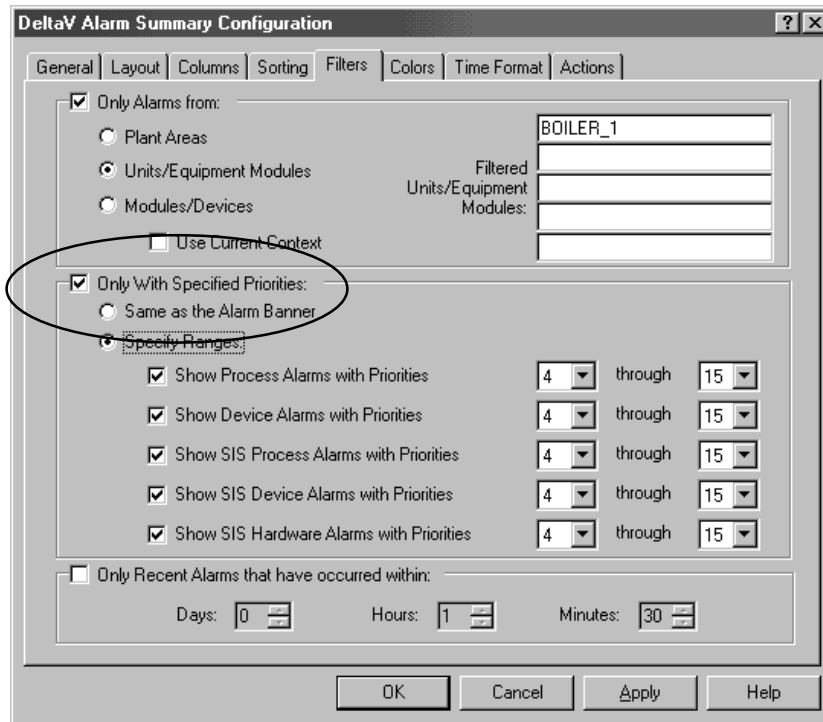 DeltaV Alarm Summary Configuration
General Layout Columns Sorting Filters Colors Time Format Actions
Only Alarms from:
Plant Areas
Units/Equipment Modules
Modules/Devices
Use Current Context
Filtered
Units/Equipment
Modules:
BOILER_1
Only With Specified Priorities:
Same as the Alarm Banner
Specify Ranges:
Show Process Alarms with Priorities 4 through 15
Show Device Alarms with Priorities 4 through 15
Show SIS Process Alarms with Priorities 4 through 15
Show SIS Device Alarms with Priorities 4 through 15
Show SIS Hardware Alarms with Priorities 4 through 15
Only Recent Alarms that have occurred within:
Days: 0 Hours: 1 Minutes: 30
OK Cancel Apply Help